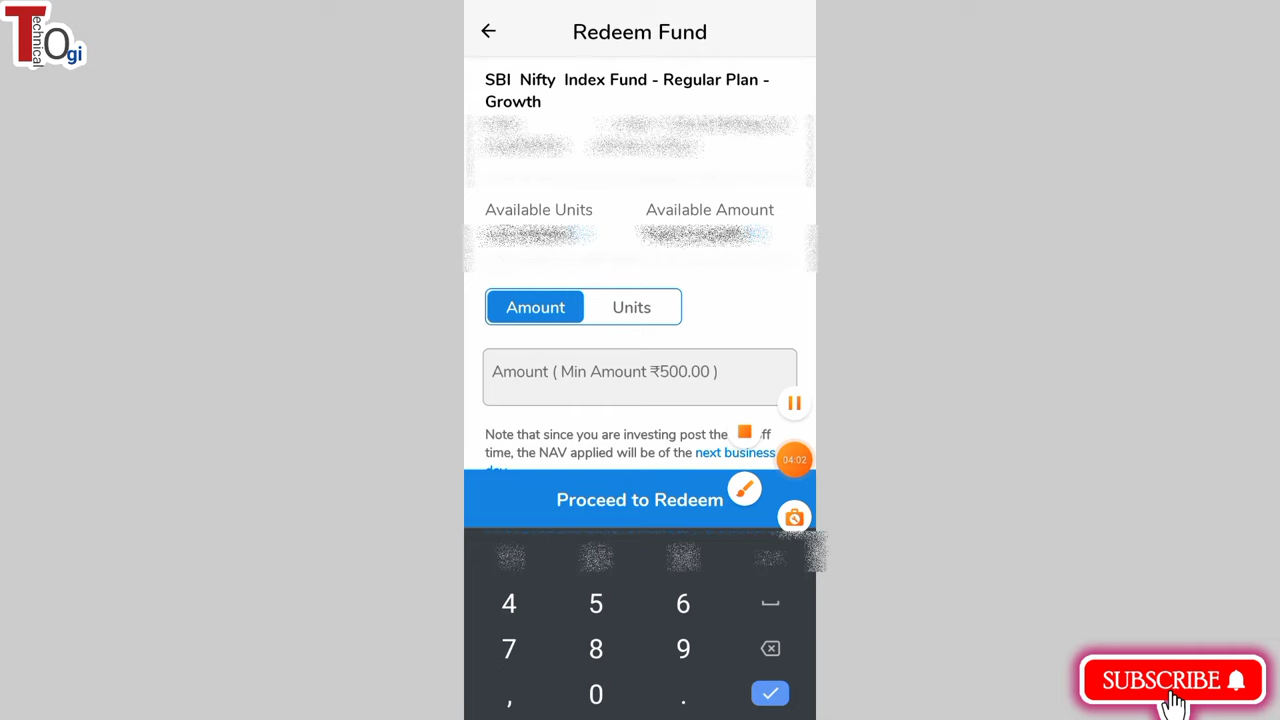 Technical
Ogi
Redeem Fund
SBI Nifty Index Fund - Regular Plan -
Growth
Available Units Available Amount
Amount Units
Amount ( Min Amount ₹500.00 )
Note that since you are investing post the ff
time, the NAV applied will be of the next business
04:02
Proceed to Redeem
4 5 6
7 8 9
, 0 .
SUBSCRIBE